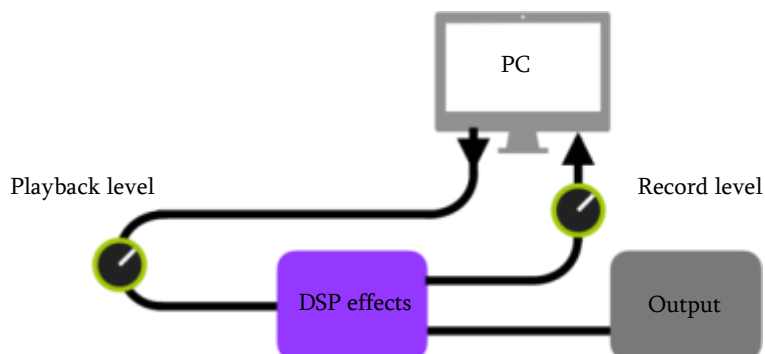 PC
Playback level
Record level
DSP effects
Output